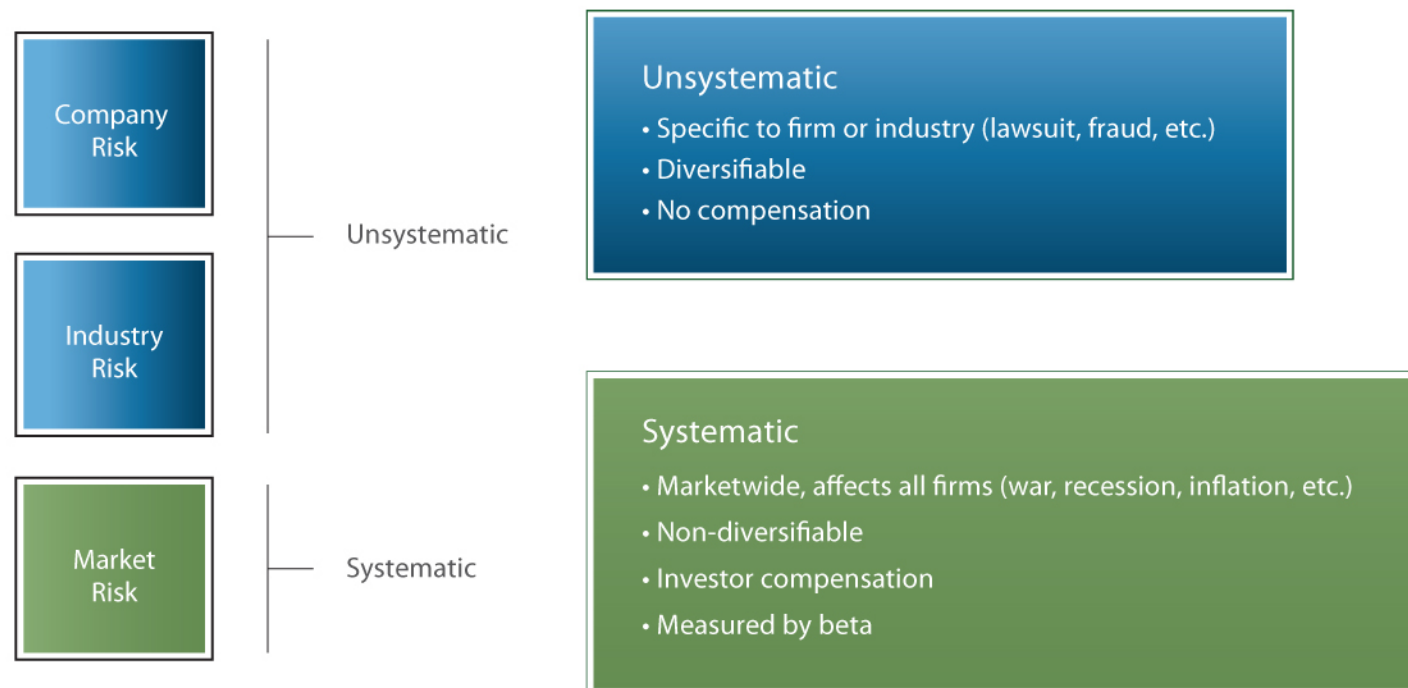 Company
Risk
Industry
Risk
Market
Risk
Unsystematic
Systematic
Unsystematic
• Specific to firm or industry (lawsuit, fraud, etc.)
• Diversifiable
• No compensation
Systematic
• Marketwide, affects all firms (war, recession, inflation, etc.)
• Non-diversifiable
• Investor compensation
• Measured by beta